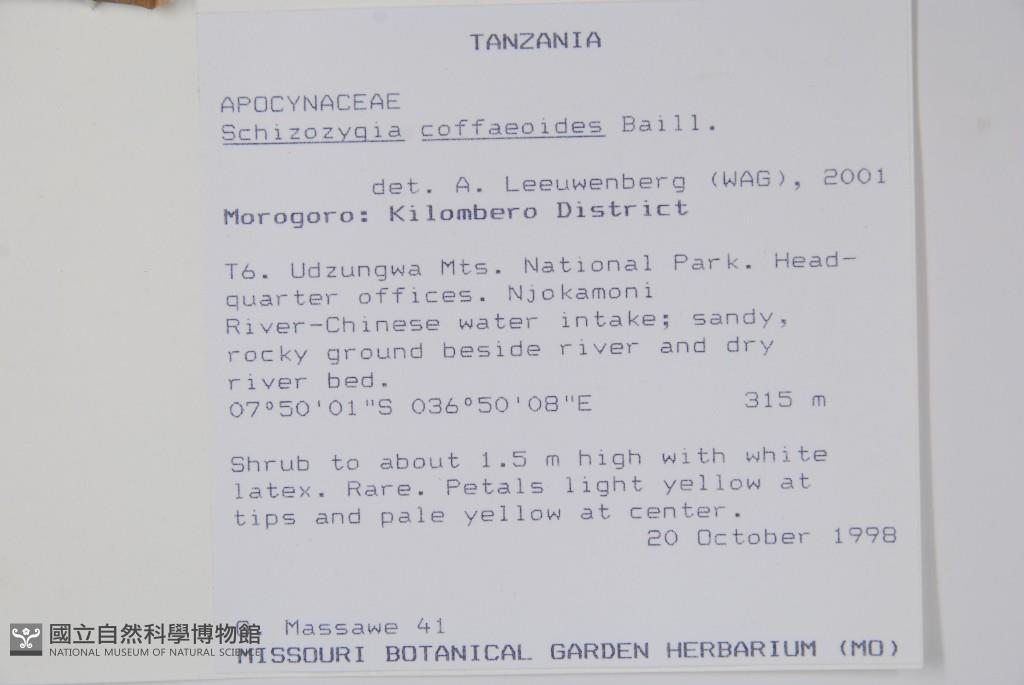 TANZANIA
APOCYNACEAE
Schizozygia coffaeoides Baill.
det. A. Leeuwenberg (WAG), 2001
Morogoro: Kilombero District
T6. Udzungwa Mts. National Park. Head-
quarter offices. Njokamoni
River-Chinese water intake; sandy,
rocky ground beside river and dry
river bed.
07°50'01"S 036°50'08"E 315 m
Shrub to about 1.5 m high with white
latex. Rare. Petals light yellow at
tips and pale yellow at center.
20 October 1998
Massawe 41
MISSOURI BOTANICAL GARDEN HERBARIUM (MO)
國立自然科學博物館
NATIONAL MUSEUM OF NATURAL SCIENCE